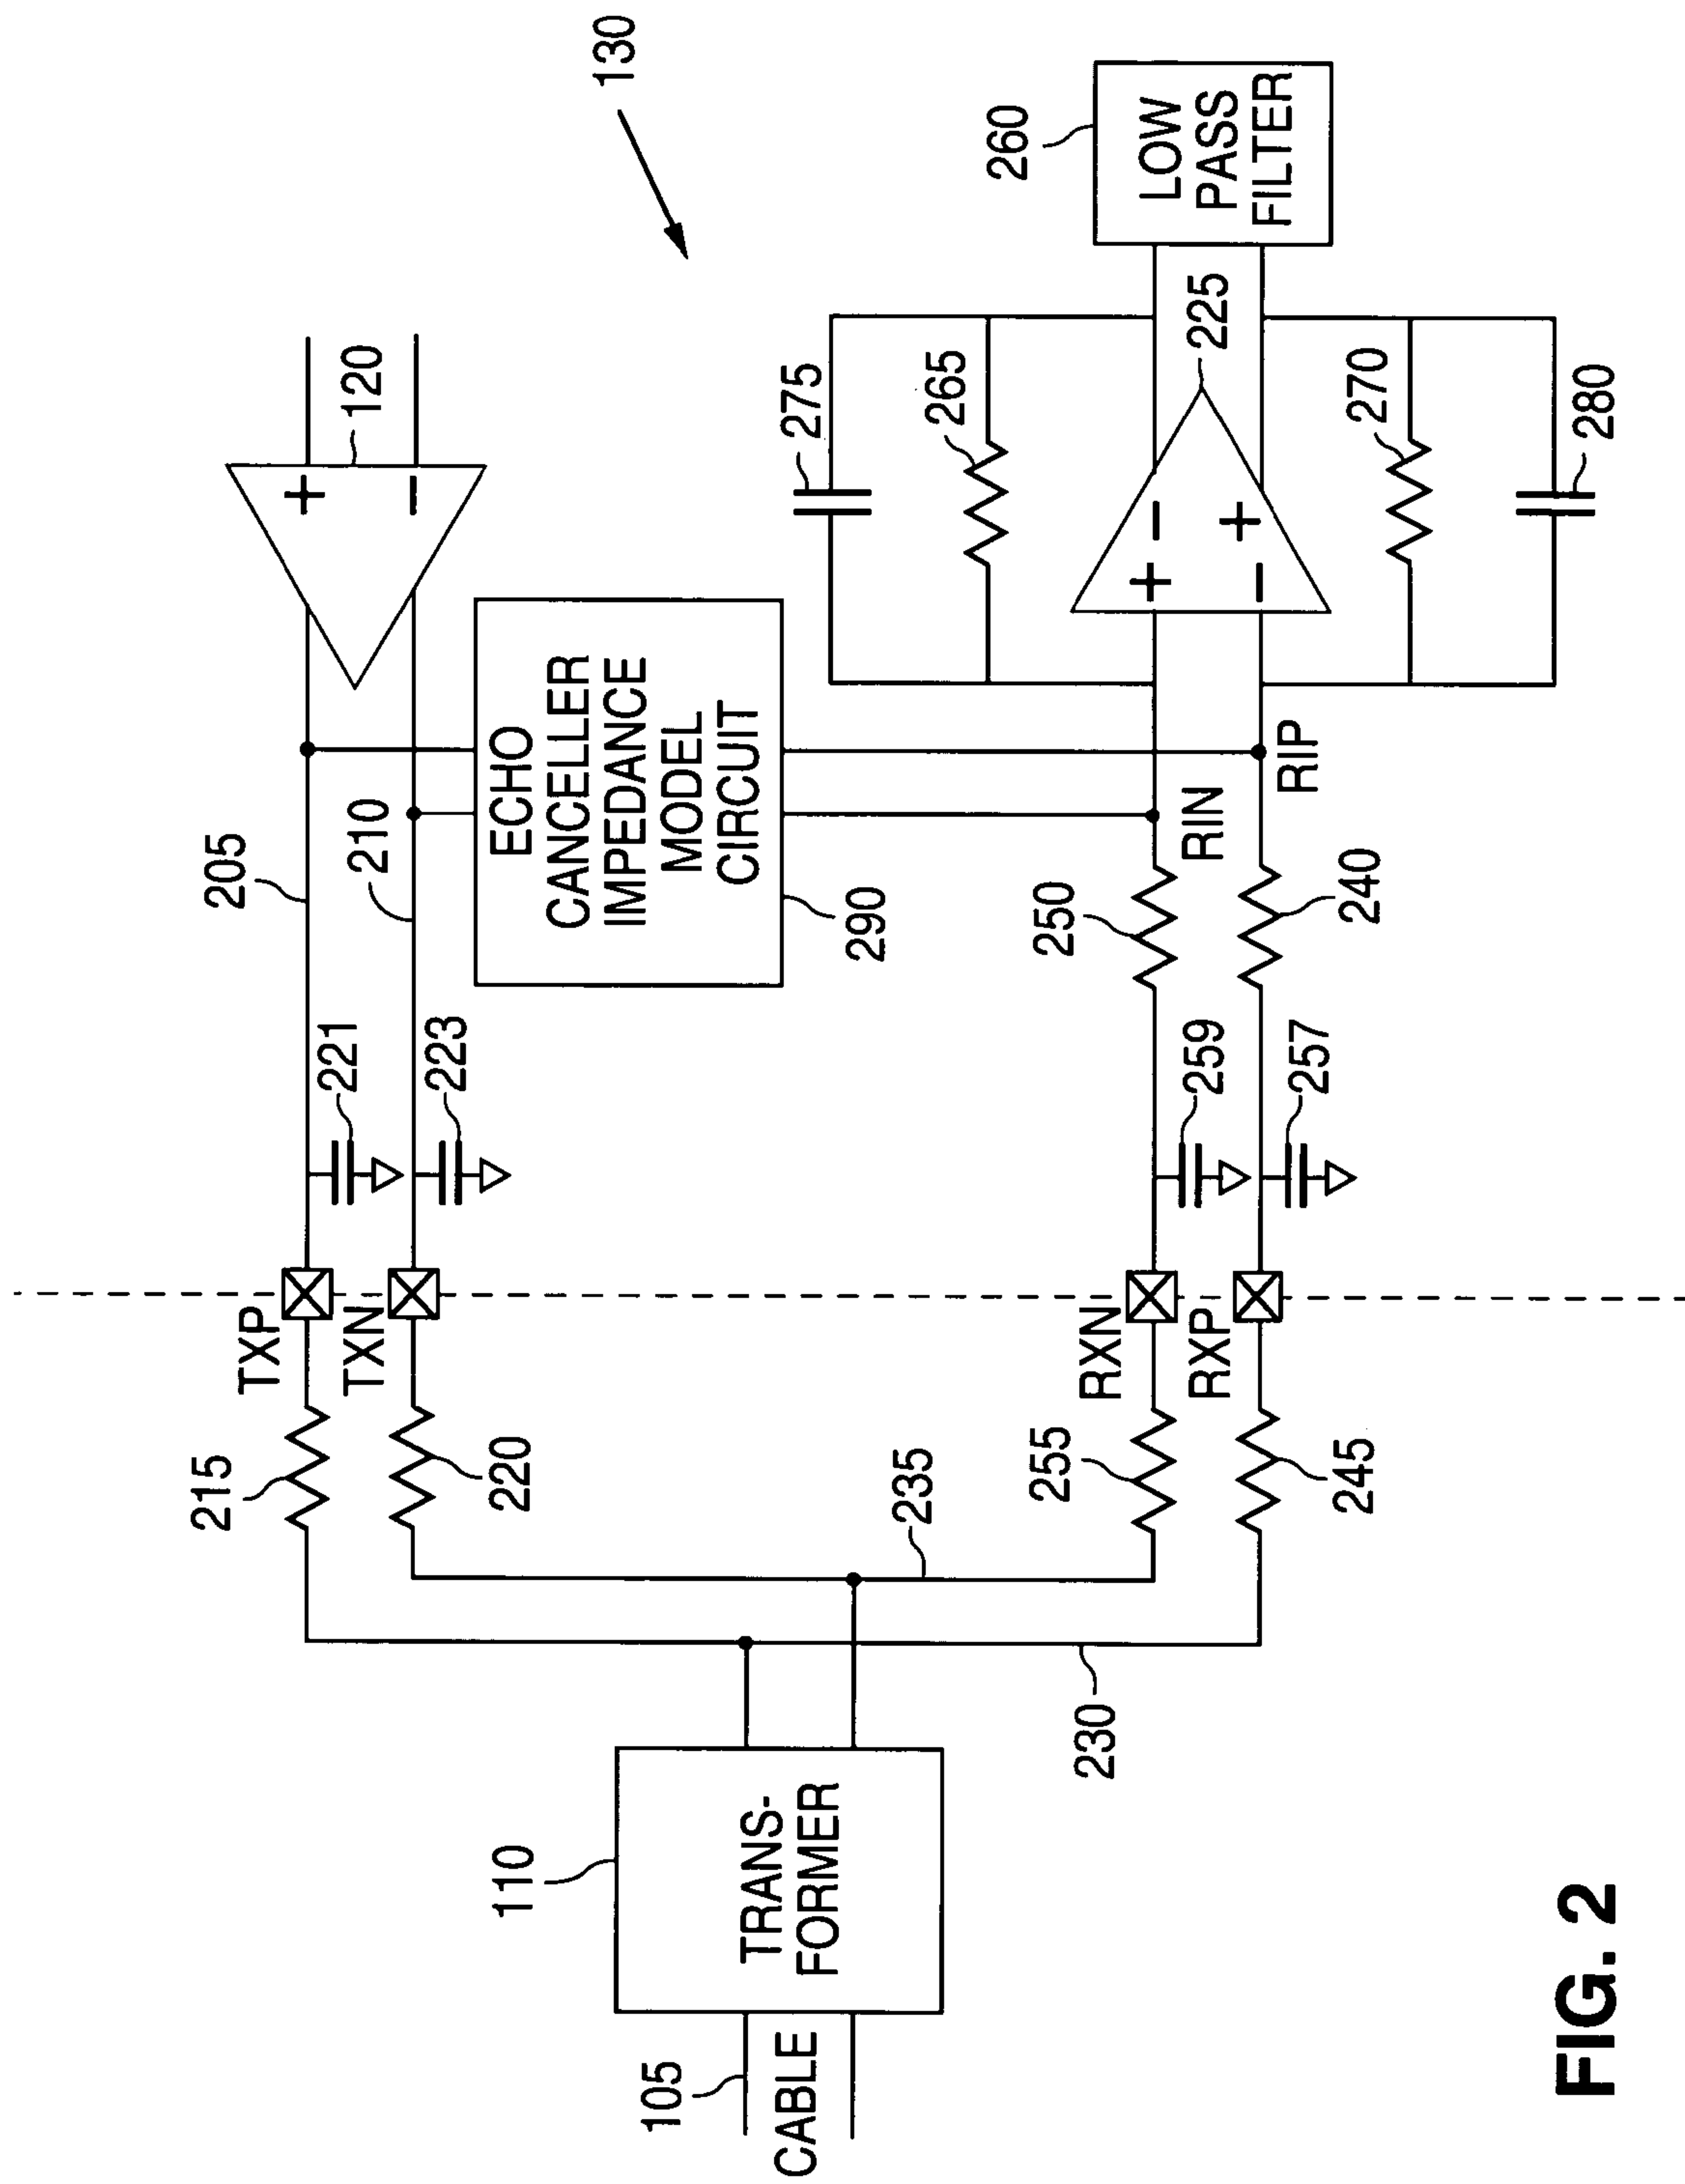 130
120
205
210
221
223
TXP
TXN
215
220
ECHO
CANCELLER
IMPEDANCE
MODEL
CIRCUIT
290
110
TRANS-
FORMER
105
CABLE
230
235
RXN
RXP
255
245
259
257
250
240
RIN
RIP
275
265
+
−
+
−
−
+
225
270
280
260
LOW
PASS
FILTER
FIG. 2